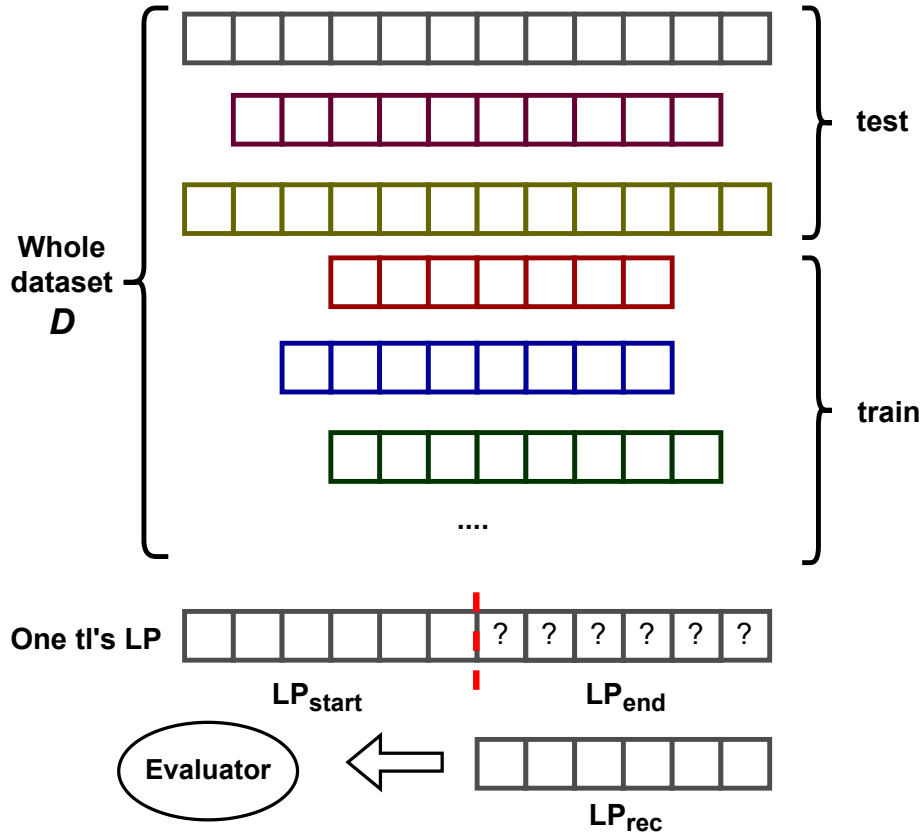 test
Whole
dataset
D
train
....
One tl's LP
? ? ? ? ? ?
LPstart
LPend
Evaluator
LPrec